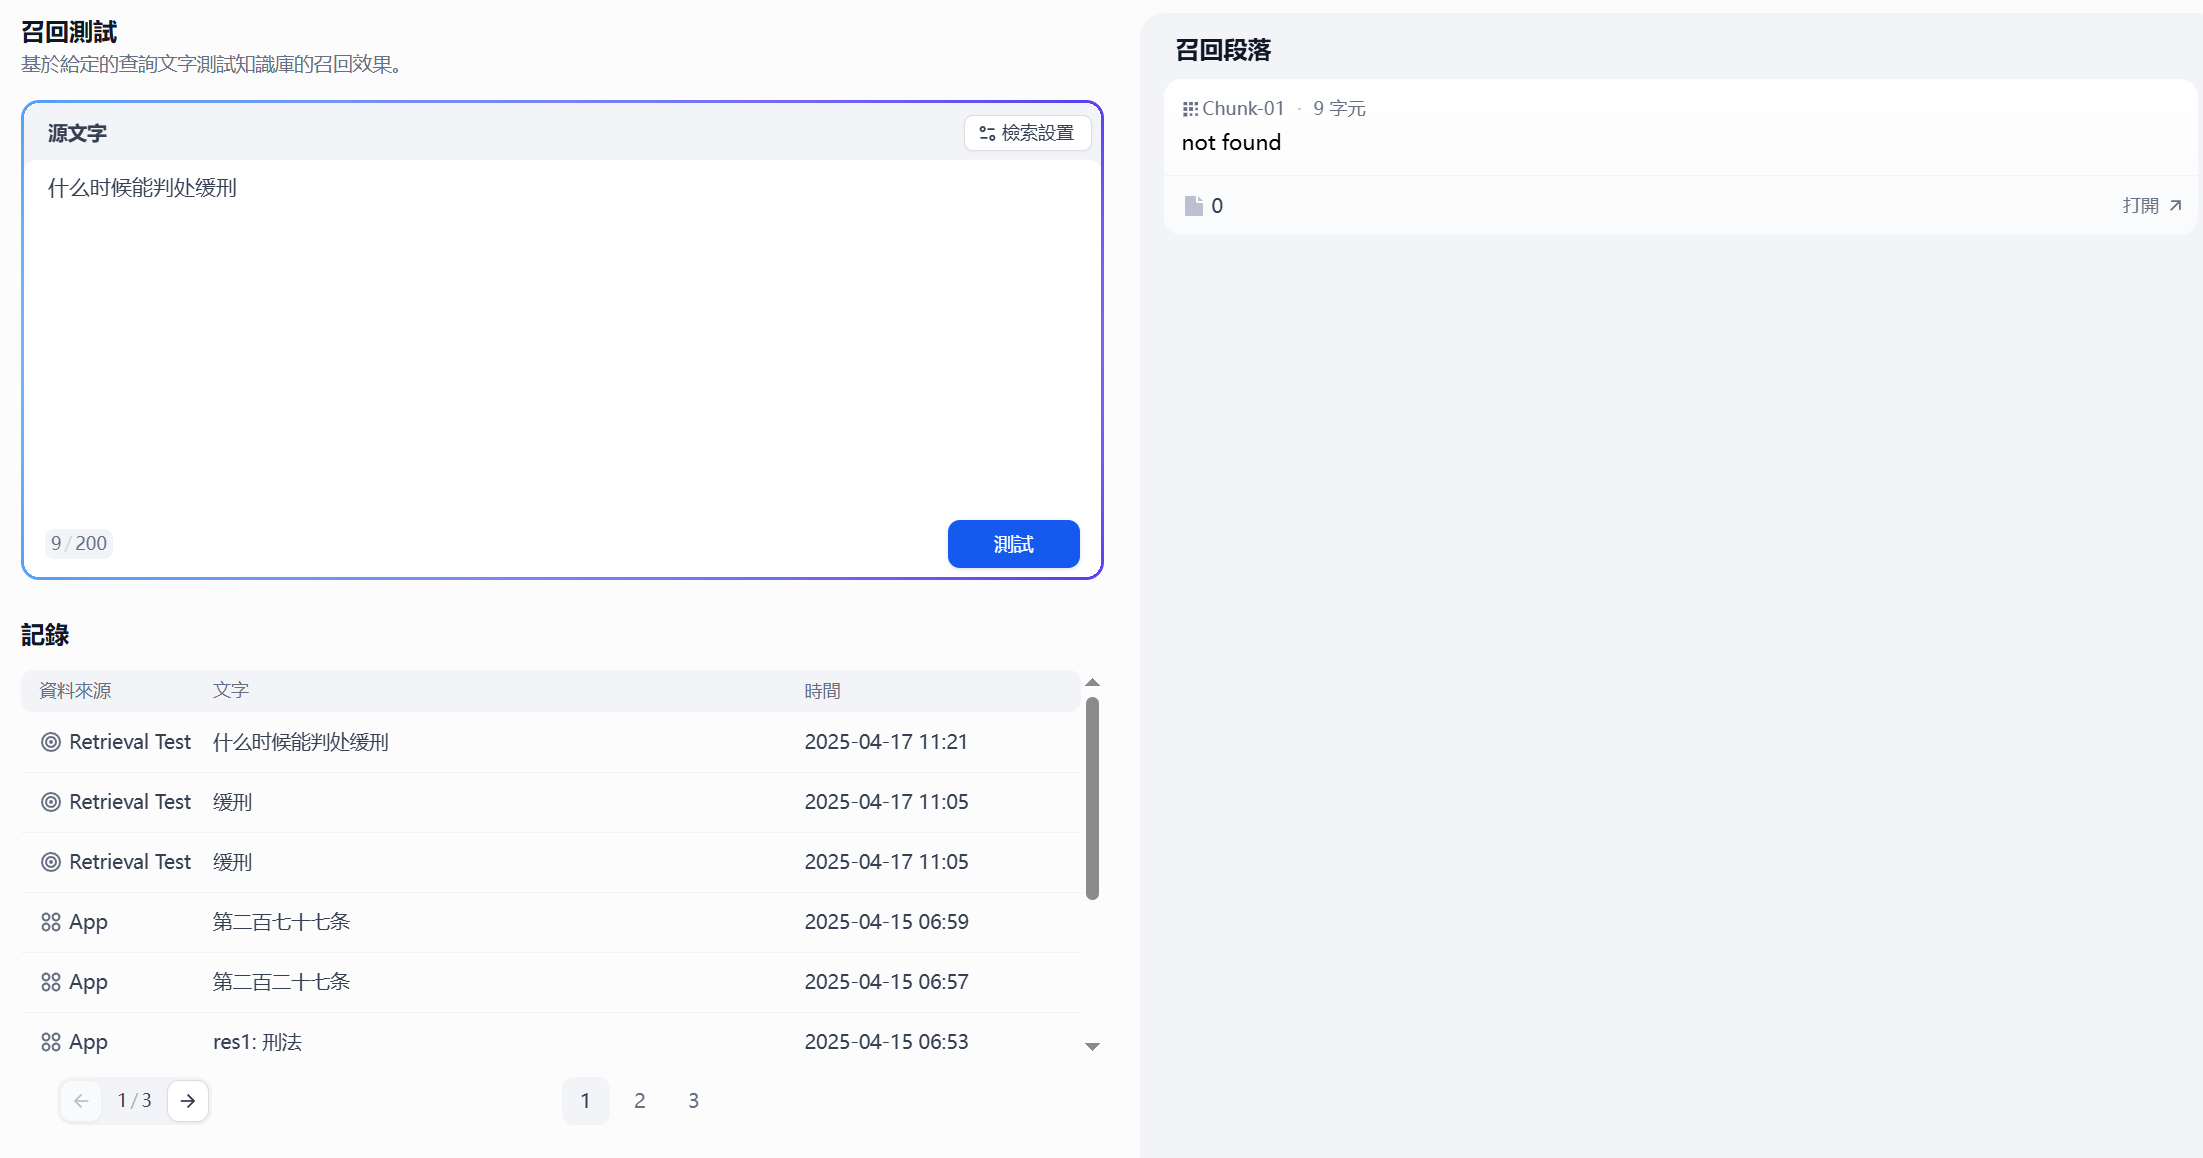 召回測試
基於給定的查詢文字測試知識庫的召回效果。
源文字
檢索設置
什么时候能判处缓刑
9 / 200
測試
記錄
資料來源 文字 時間
Retrieval Test 什么时候能判处缓刑 2025-04-17 11:21
Retrieval Test 缓刑 2025-04-17 11:05
Retrieval Test 缓刑 2025-04-17 11:05
App 第二百七十七条 2025-04-15 06:59
App 第二百二十七条 2025-04-15 06:57
App res1: 刑法 2025-04-15 06:53
1 / 3
1 2 3
召回段落
Chunk-01 · 9 字元
not found
0
打開